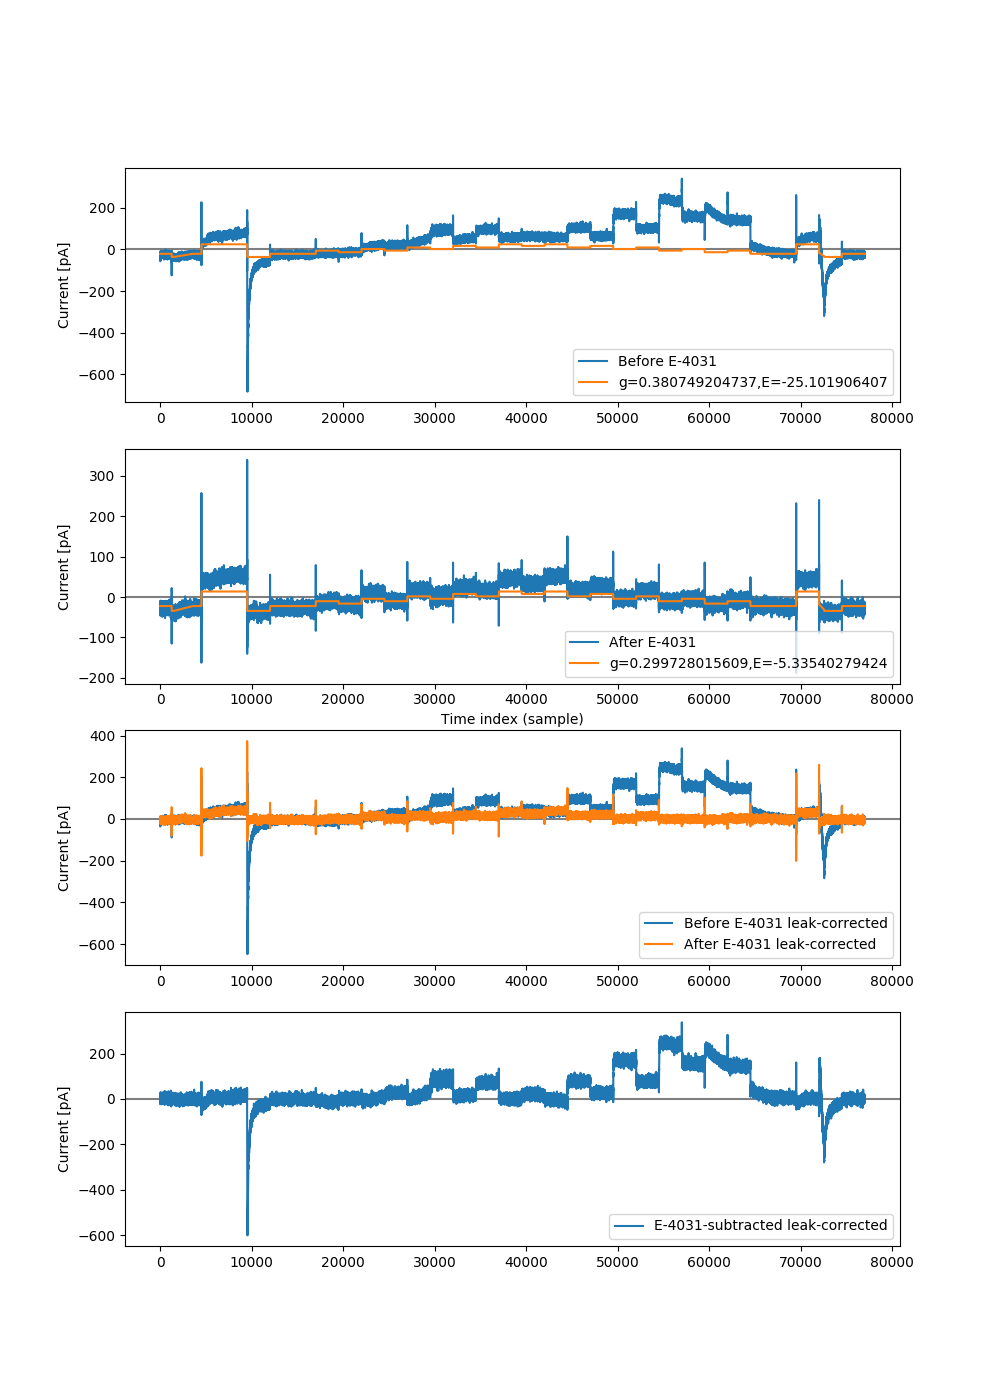 200
0
−200
−400
−600
Current [pA]
Before E-4031
g=0.380749204737,E=-25.101906407
0 10000 20000 30000 40000 50000 60000 70000 80000
300
200
100
0
−100
−200
Current [pA]
After E-4031
g=0.299728015609,E=-5.33540279424
0 10000 20000 30000 40000 50000 60000 70000 80000
Time index (sample)
400
200
0
−200
−400
−600
Current [pA]
Before E-4031 leak-corrected
After E-4031 leak-corrected
0 10000 20000 30000 40000 50000 60000 70000 80000
200
0
−200
−400
−600
Current [pA]
E-4031-subtracted leak-corrected
0 10000 20000 30000 40000 50000 60000 70000 80000